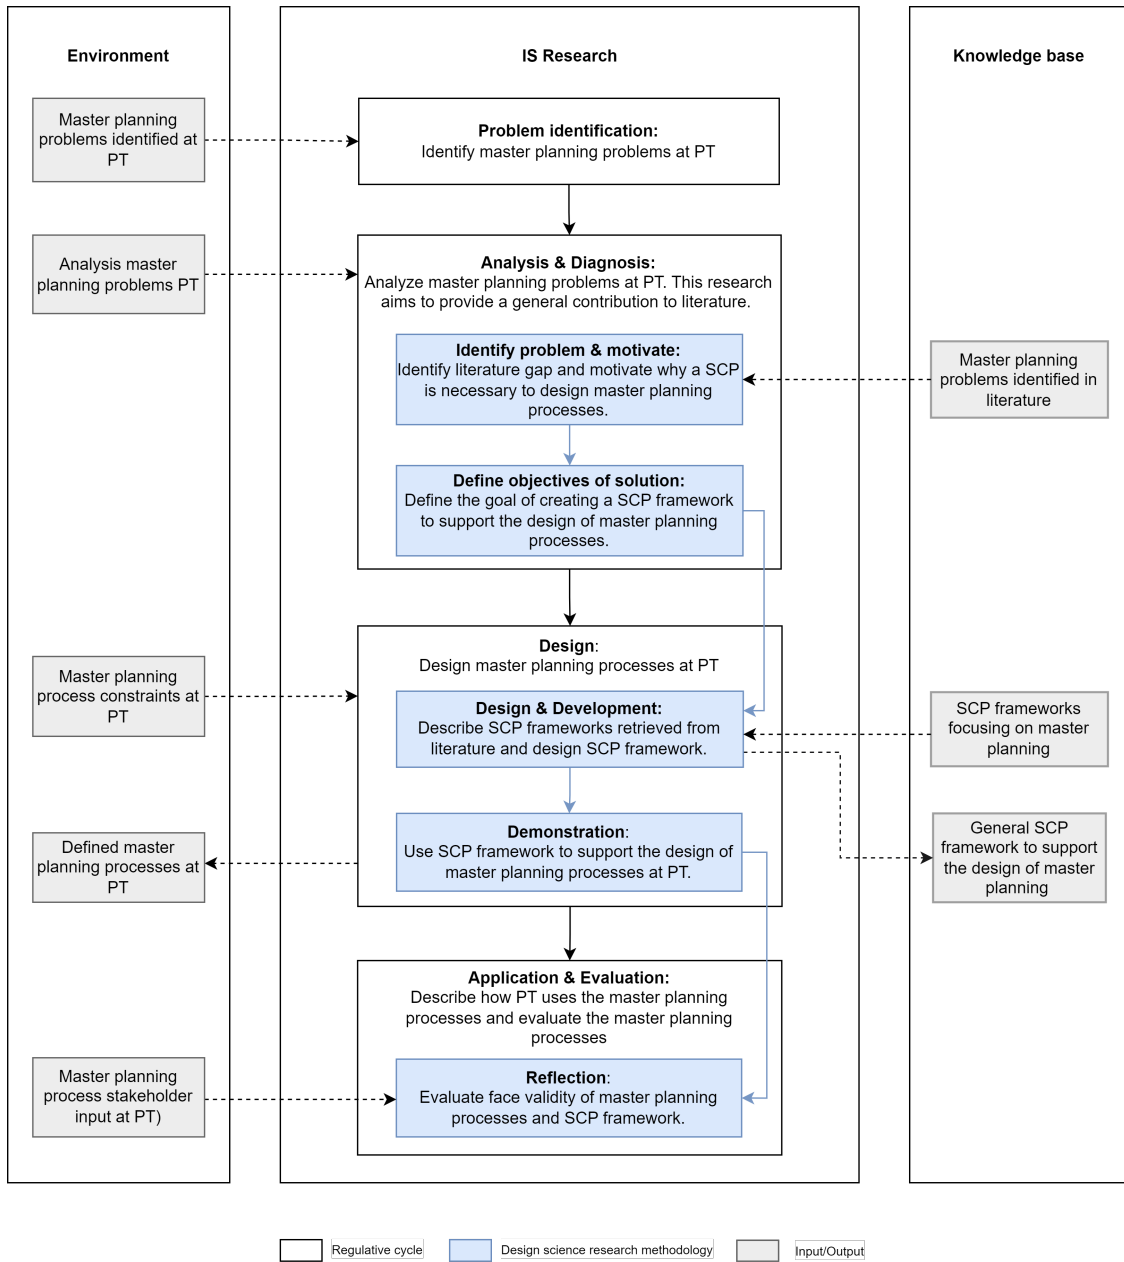 Environment
Master planning
problems identified at
PT
Analysis master
planning problems PT
Master planning
process constraints at
PT
Defined master
planning processes at
PT
Master planning
process stakeholder
input at PT)
IS Research
Problem identification:
Identify master planning problems at PT
Analysis & Diagnosis:
Analyze master planning problems at PT. This research
aims to provide a general contribution to literature.
Identify problem & motivate:
Identify literature gap and motivate why a SCP
is necessary to design master planning
processes.
Define objectives of solution:
Define the goal of creating a SCP framework
to support the design of master planning
processes.
Design:
Design master planning processes at PT
Design & Development:
Describe SCP frameworks retrieved from
literature and design SCP framework.
Demonstration:
Use SCP framework to support the design of
master planning processes at PT.
Application & Evaluation:
Describe how PT uses the master planning
processes and evaluate the master planning
processes
Reflection:
Evaluate face validity of master planning
processes and SCP framework.
Knowledge base
Master planning
problems identified in
literature
SCP frameworks
focusing on master
planning
General SCP
framework to support
the design of master
planning
Regulative cycle
Design science research methodology
Input/Output